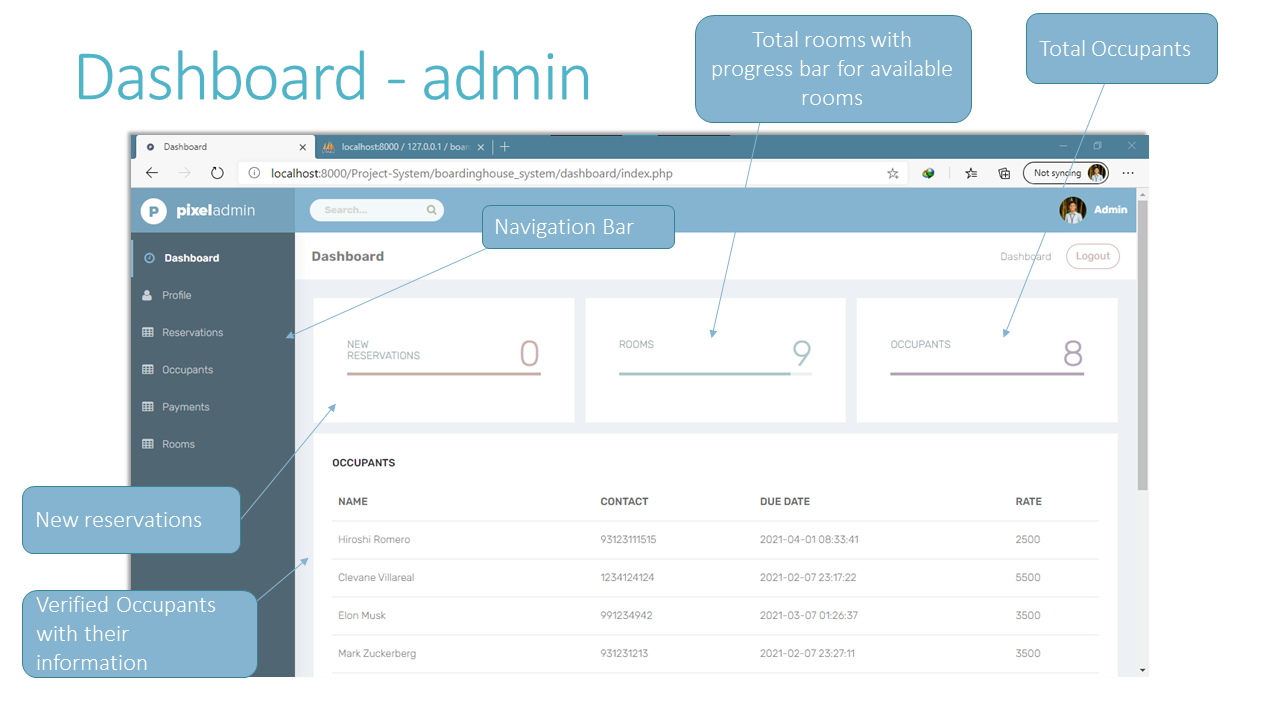 Dashboard - admin
Total rooms with
progress bar for available
rooms
Total Occupants
Dashboard
localhost:8000 / 127.0.0.1 / boar
localhost:8000/Project-System/boardinghouse_system/dashboard/index.php
Not syncing
P pixeladmin
Search...
Admin
Navigation Bar
Dashboard
Profile
Reservations
Occupants
Payments
Rooms
Dashboard
Dashboard
Logout
NEW
RESERVATIONS
0
ROOMS
9
OCCUPANTS
8
New reservations
Verified Occupants
with their
information
OCCUPANTS
NAME CONTACT DUE DATE RATE
Hiroshi Romero 93123111515 2021-04-01 08:33:41 2500
Clevane Villareal 1234124124 2021-02-07 23:17:22 5500
Elon Musk 991234942 2021-03-07 01:26:37 3500
Mark Zuckerberg 931231213 2021-02-07 23:27:11 3500